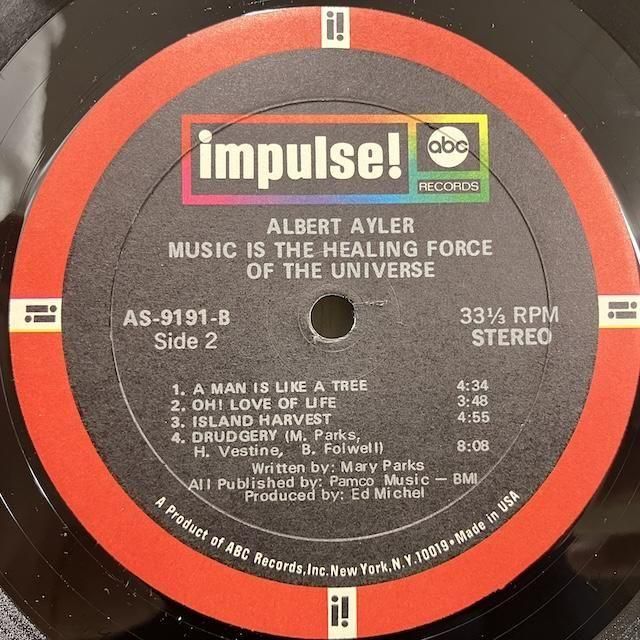 i!
impulse!
abc
RECORDS
ALBERT AYLER
MUSIC IS THE HEALING FORCE
OF THE UNIVERSE
AS-9191-B
Side 2
33⅓ RPM
STEREO
i!
i!
1. A MAN IS LIKE A TREE 4:34
2. OH! LOVE OF LIFE 3:48
3. ISLAND HARVEST 4:55
4. DRUDGERY (M. Parks,
H. Vestine, B. Folwell) 8:08
Written by: Mary Parks
All Published by: Pamco Music — BMI
Produced by: Ed Michel
A Product of ABC Records, Inc. New York, N.Y. 10019 • Made in USA
i!